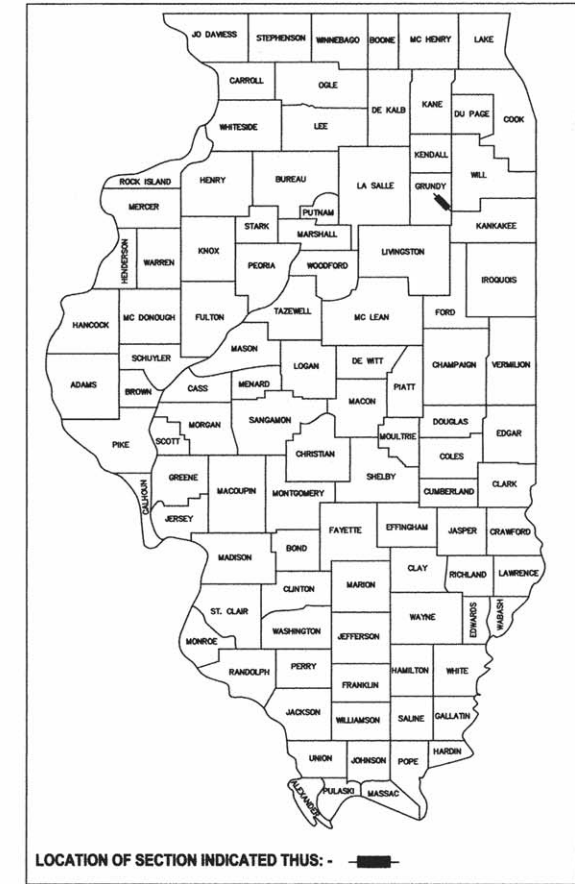 JO DAVIESS STEPHENSON WINNEBAGO BOONE MC HENRY LAKE
CARROLL OGLE DE KALB KANE DU PAGE COOK
WHITESIDE LEE
KENDALL WILL
ROCK ISLAND HENRY BUREAU LA SALLE GRUNDY
MERCER PUTNAM
STARK MARSHALL KANKAKEE
HENDERSON WARREN KNOX PEORIA WOODFORD LIVINGSTON IROQUOIS
HANCOCK MC DONOUGH FULTON TAZEWELL MC LEAN FORD
MASON
SCHUYLER LOGAN DE WITT CHAMPAIGN VERMILION
ADAMS BROWN CASS MENARD PIATT
MACON
MORGAN SANGAMON DOUGLAS EDGAR
PIKE SCOTT CHRISTIAN MOULTRIE COLES
CALHOUN GREENE MACOUPIN MONTGOMERY SHELBY CUMBERLAND CLARK
JERSEY FAYETTE EFFINGHAM JASPER CRAWFORD
MADISON BOND
CLAY RICHLAND LAWRENCE
CLINTON MARION
ST. CLAIR WAYNE EDWARDS WABASH
WASHINGTON JEFFERSON
MONROE
RANDOLPH PERRY HAMILTON WHITE
FRANKLIN
JACKSON WILLIAMSON SALINE GALLATIN
UNION JOHNSON POPE HARDIN
ALEXANDER PULASKI MASSAC
LOCATION OF SECTION INDICATED THUS: -